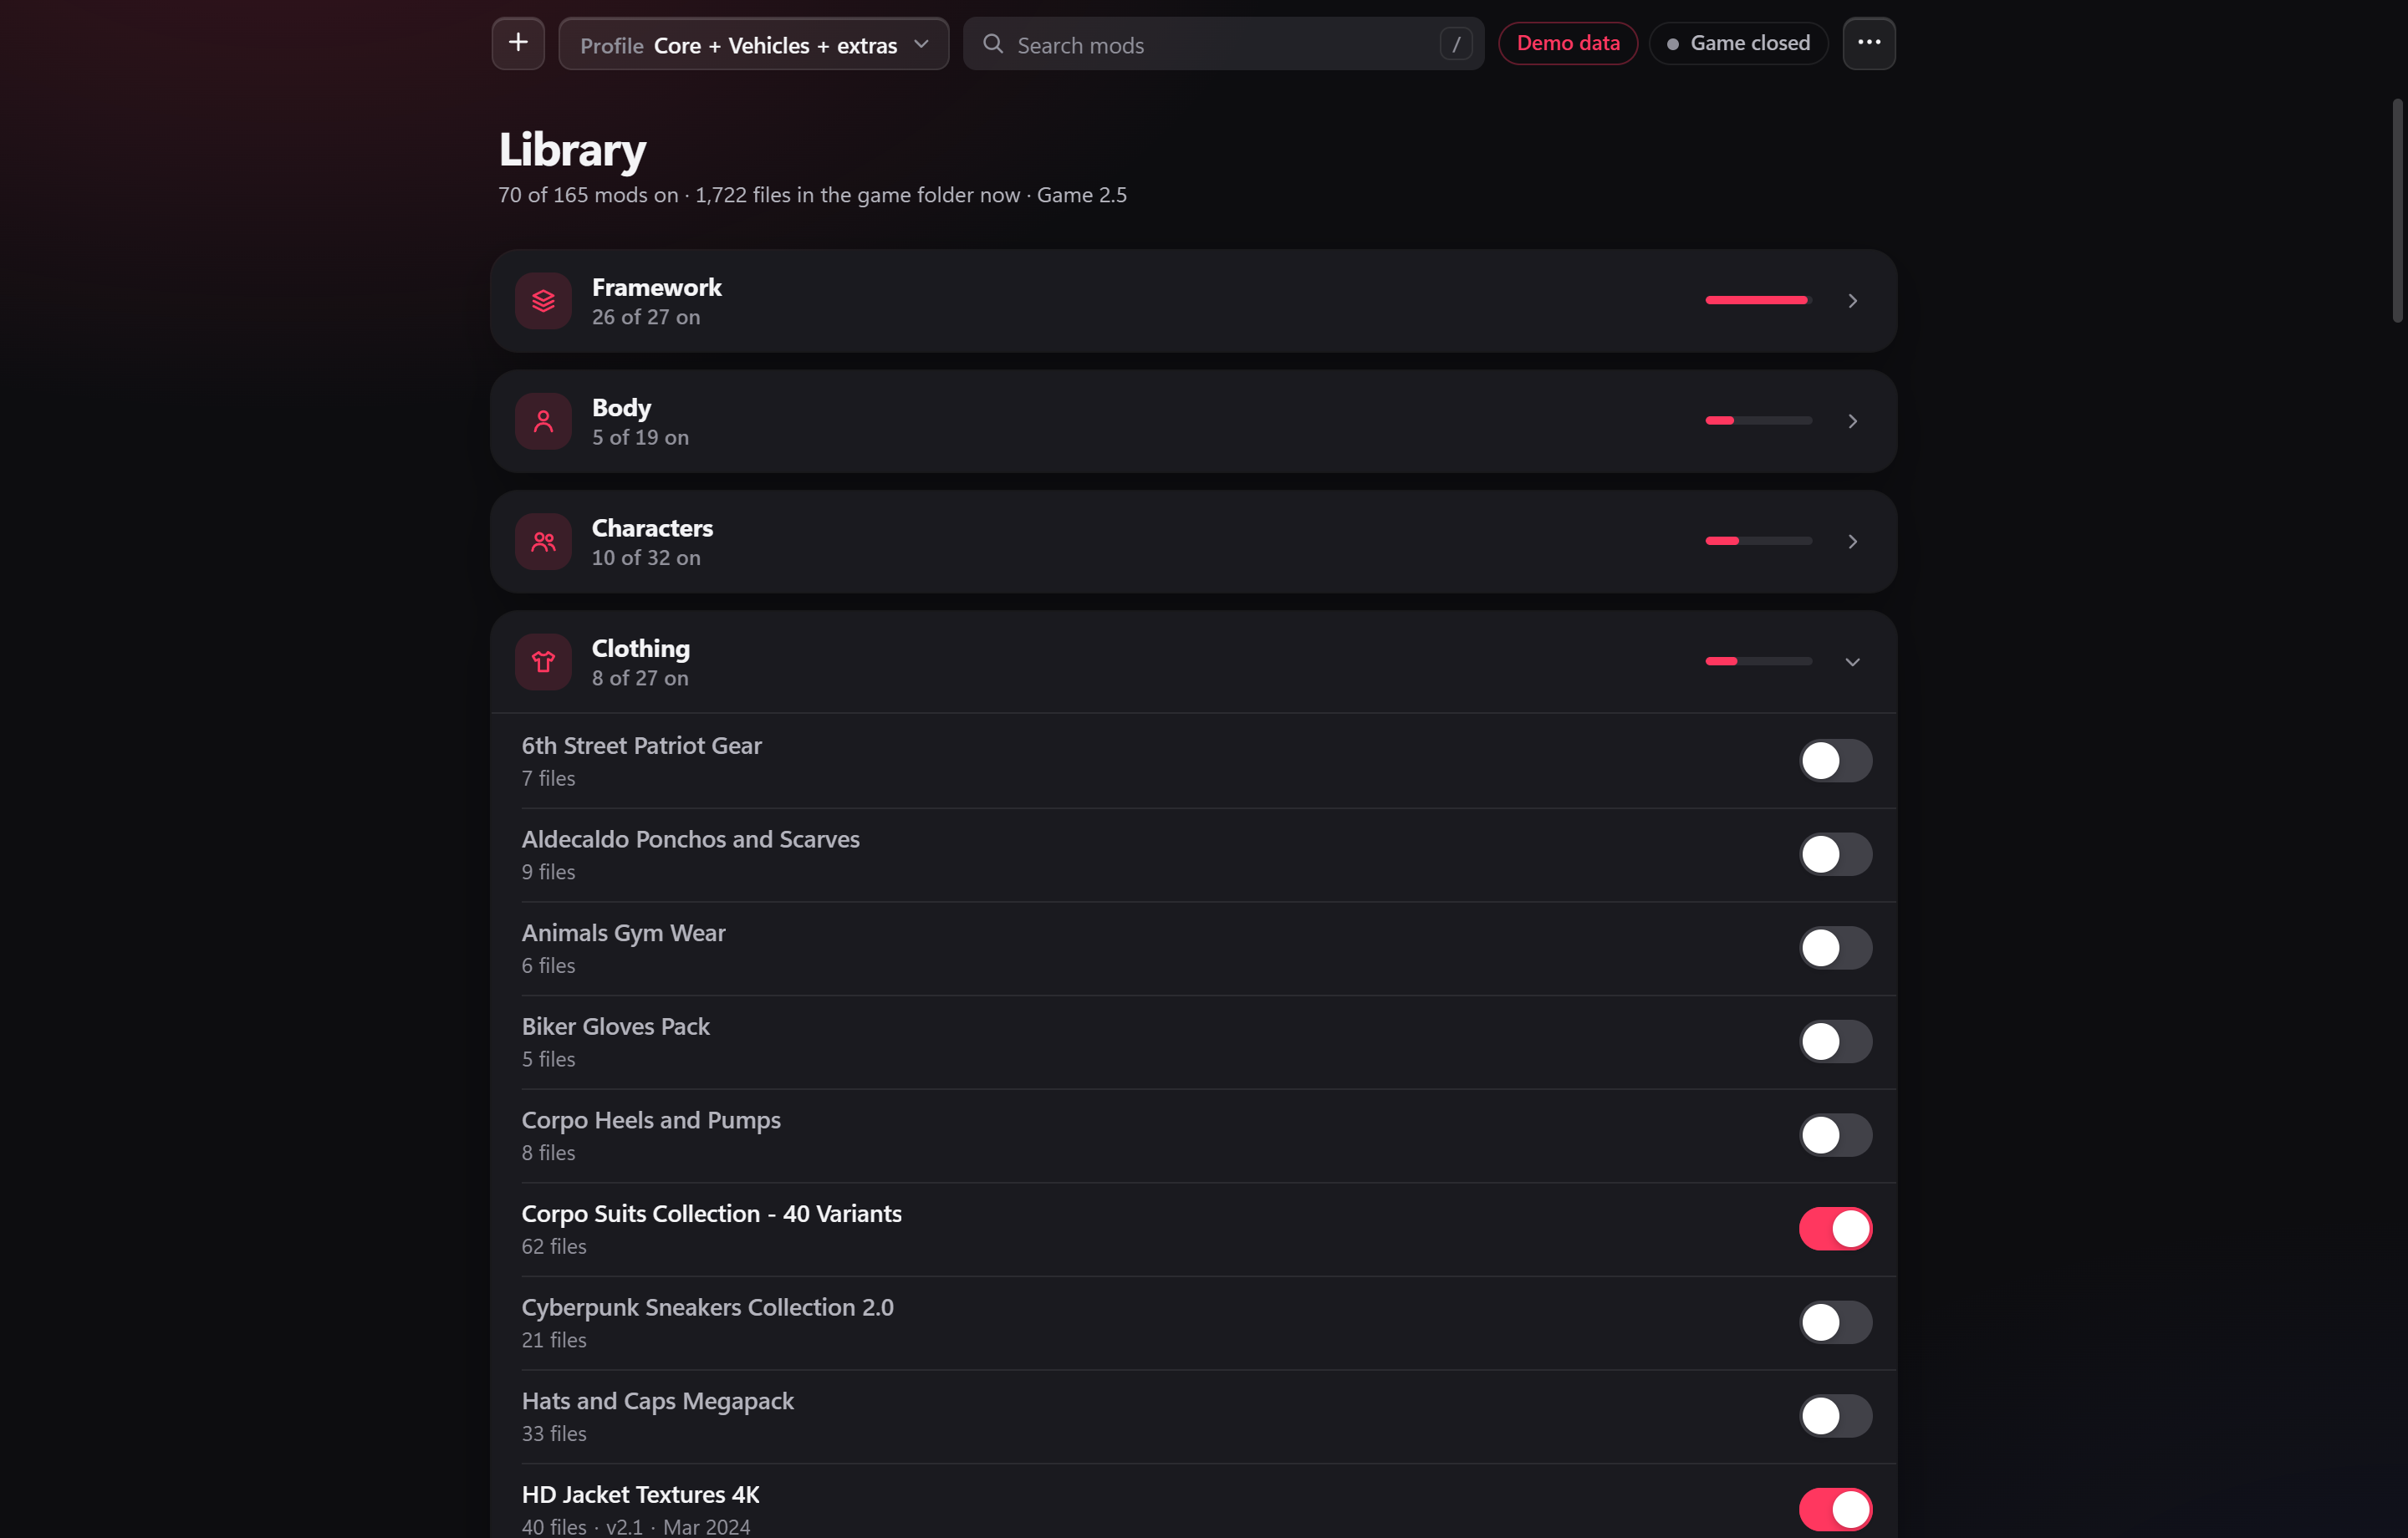 + Profile Core + Vehicles + extras Search mods / Demo data Game closed ···
Library
70 of 165 mods on · 1,722 files in the game folder now · Game 2.5
Framework
26 of 27 on
Body
5 of 19 on
Characters
10 of 32 on
Clothing
8 of 27 on
6th Street Patriot Gear
7 files
Aldecaldo Ponchos and Scarves
9 files
Animals Gym Wear
6 files
Biker Gloves Pack
5 files
Corpo Heels and Pumps
8 files
Corpo Suits Collection - 40 Variants
62 files
Cyberpunk Sneakers Collection 2.0
21 files
Hats and Caps Megapack
33 files
HD Jacket Textures 4K
40 files · v2.1 · Mar 2024